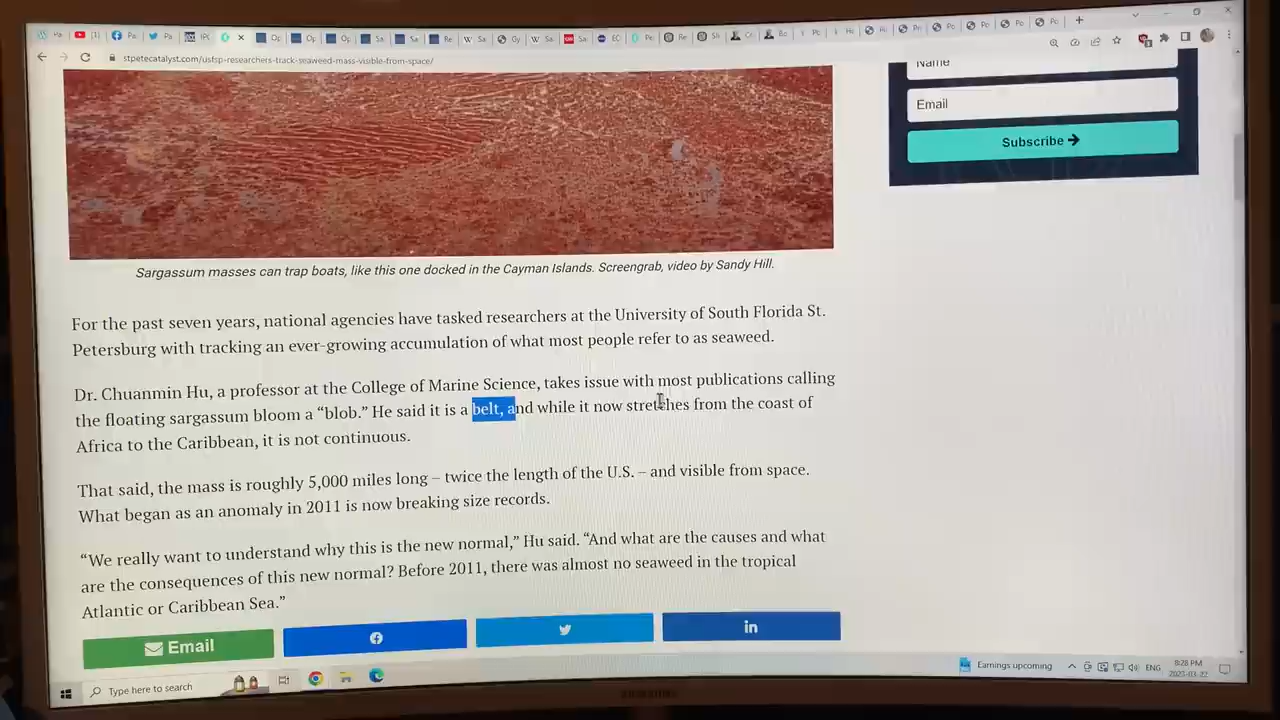 stpetecatalyst.com/usfsp-researchers-track-seaweed-mass-visible-from-space/
Name
Email
Subscribe →
Sargassum masses can trap boats, like this one docked in the Cayman Islands. Screengrab, video by Sandy Hill.
For the past seven years, national agencies have tasked researchers at the University of South Florida St.
Petersburg with tracking an ever-growing accumulation of what most people refer to as seaweed.
Dr. Chuanmin Hu, a professor at the College of Marine Science, takes issue with most publications calling
the floating sargassum bloom a “blob.” He said it is a belt, and while it now stretches from the coast of
Africa to the Caribbean, it is not continuous.
That said, the mass is roughly 5,000 miles long – twice the length of the U.S. – and visible from space.
What began as an anomaly in 2011 is now breaking size records.
“We really want to understand why this is the new normal,” Hu said. “And what are the causes and what
are the consequences of this new normal? Before 2011, there was almost no seaweed in the tropical
Atlantic or Caribbean Sea.”
Email
in
Type here to search
Earnings upcoming
ENG
8:28 PM
2023-03-22